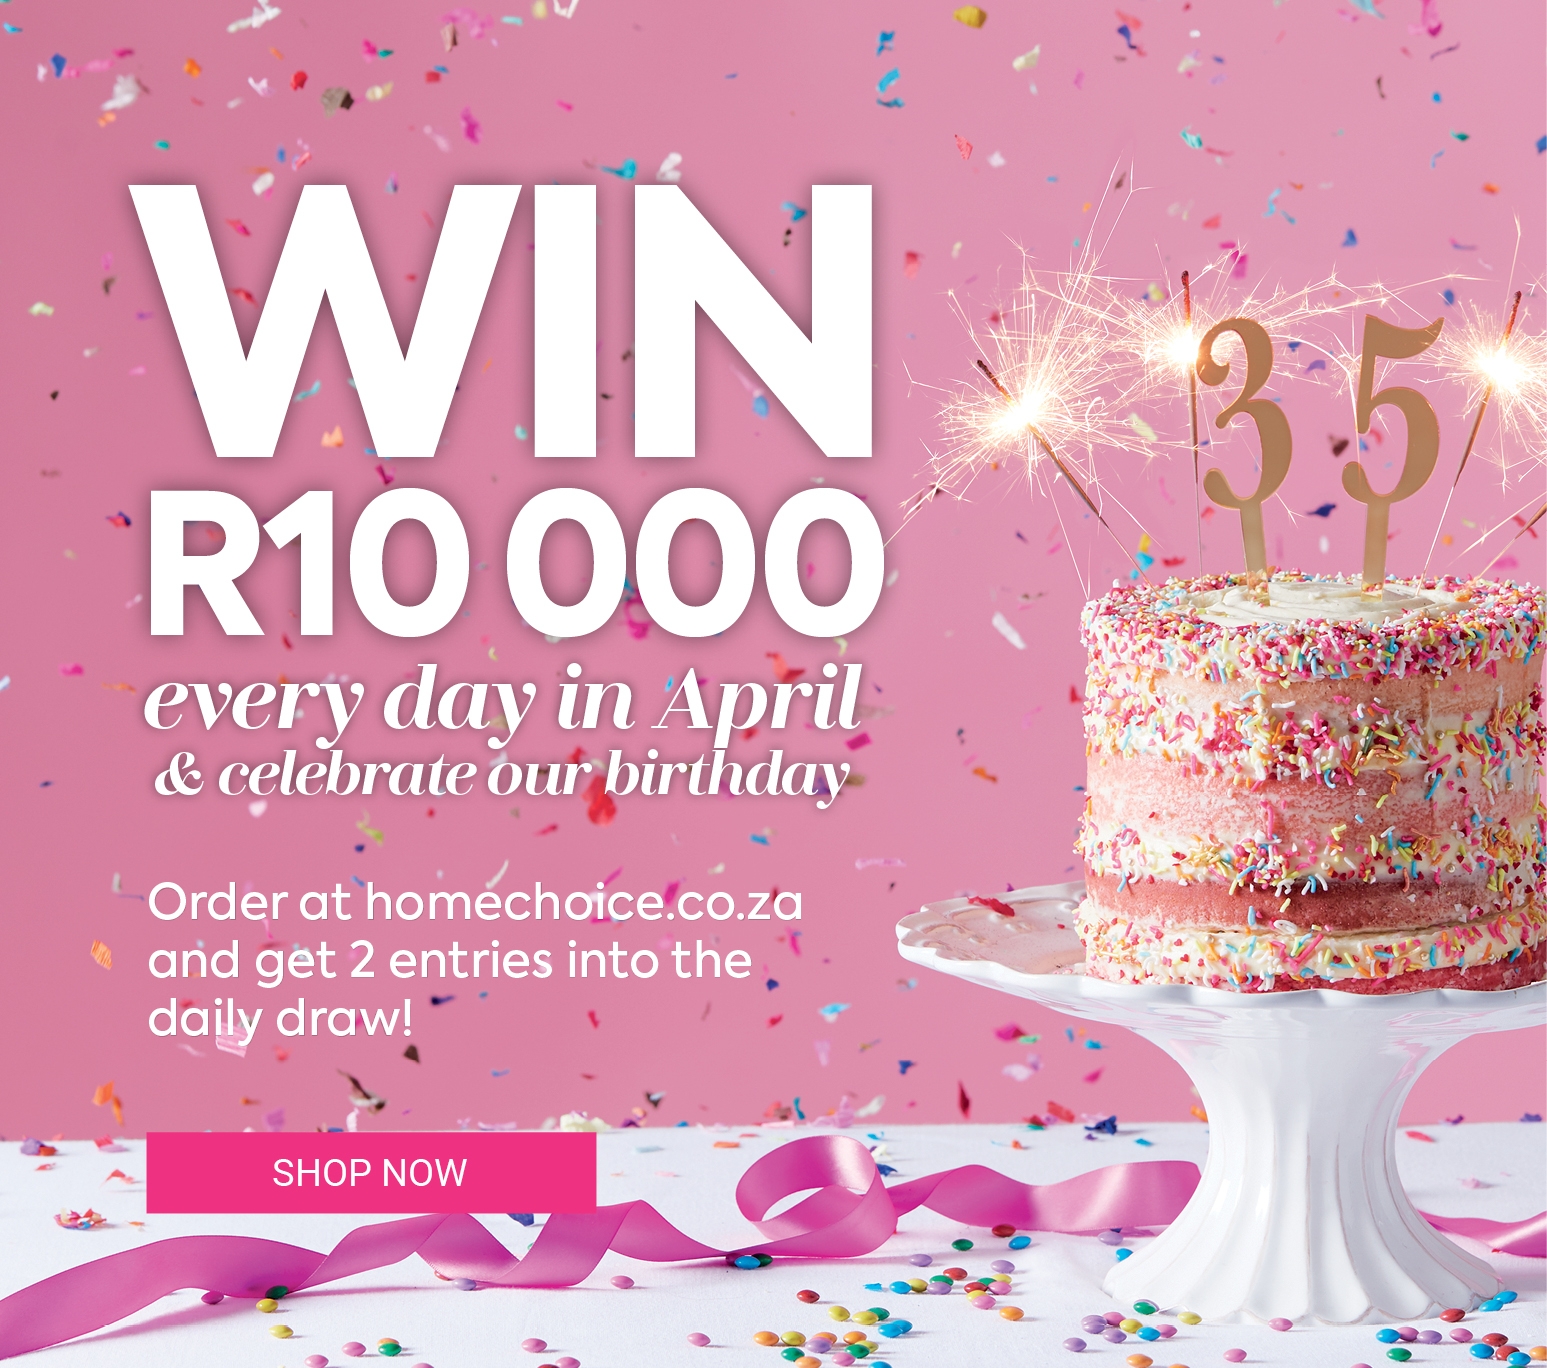 WIN
R10 000
every day in April
& celebrate our birthday
35
Order at homechoice.co.za
and get 2 entries into the
daily draw!
SHOP NOW